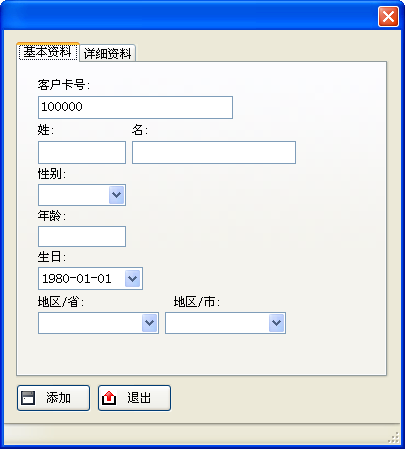 基本资料 详细资料
客户卡号:
100000
姓: 名:
性别:
年龄:
生日:
1980-01-01
地区/省: 地区/市:
添加 退出